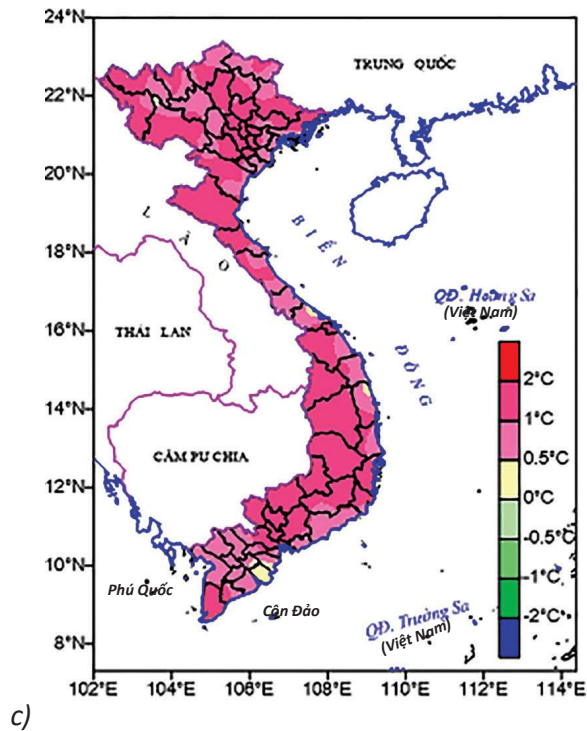 24°N
22°N
20°N
18°N
16°N
14°N
12°N
10°N
8°N
TRUNG QUỐC
LÀO
BIỂN
ĐÔNG
QĐ. Hoàng Sa
(Việt Nam)
THÁI LAN
CĂM PU CHIA
Phú Quốc
Côn Đảo
QĐ. Trường Sa
(Việt Nam)
2°C
1°C
0.5°C
0°C
-0.5°C
-1°C
-2°C
102°E
104°E
106°E
108°E
110°E
112°E
114°E
c)